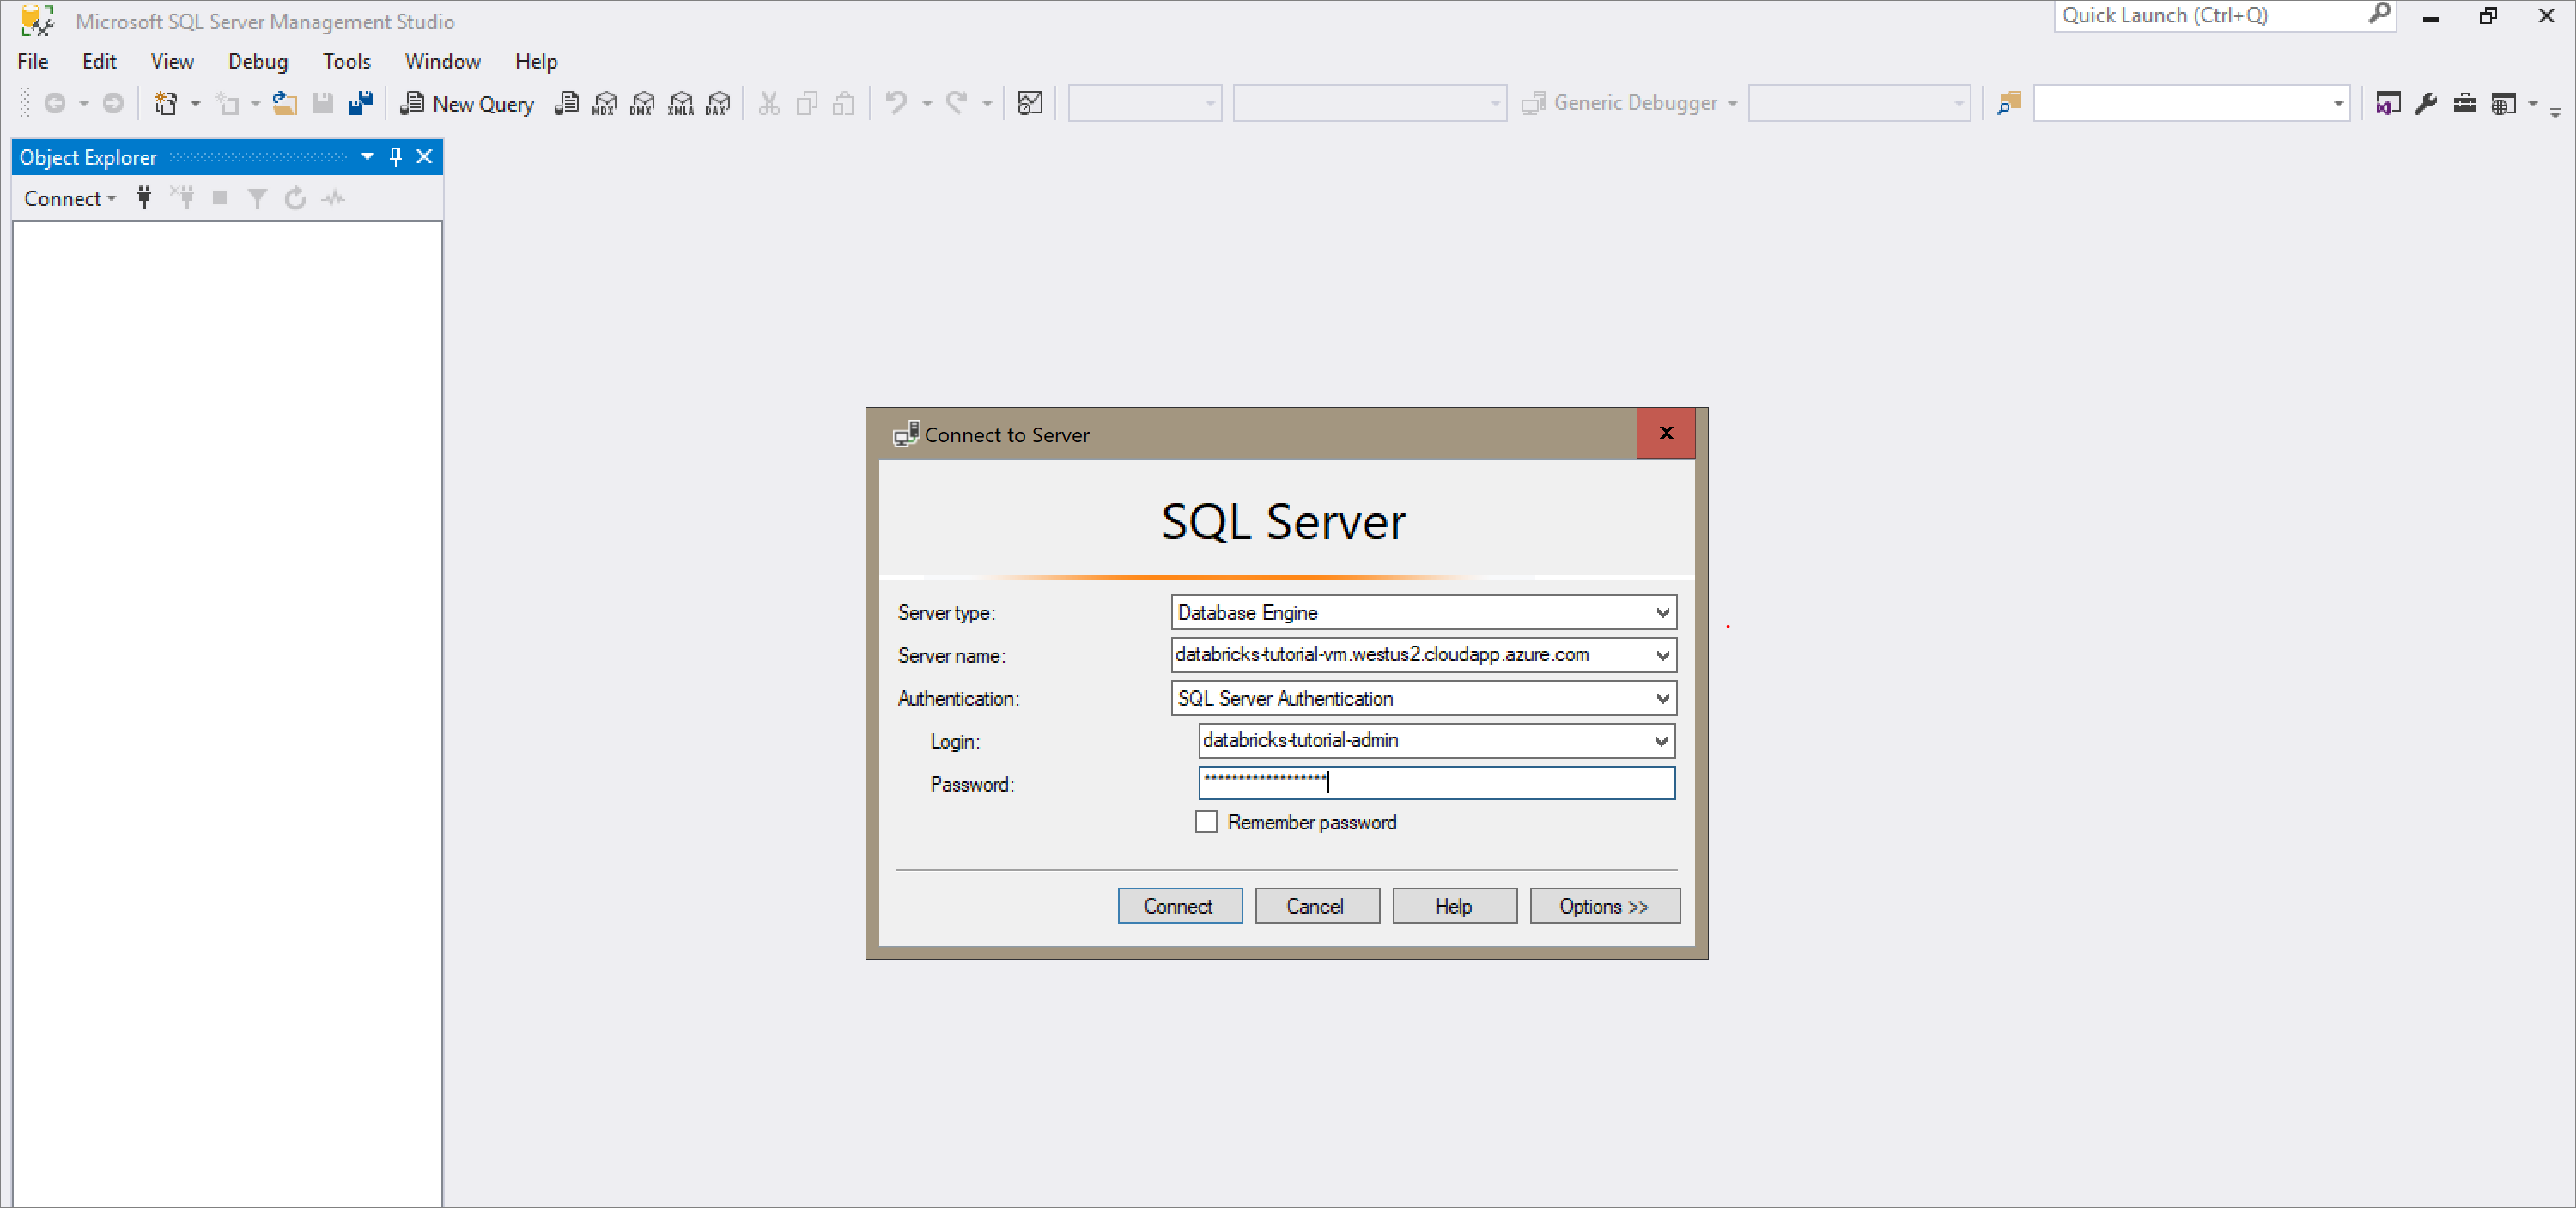 Microsoft SQL Server Management Studio
Quick Launch (Ctrl+Q)
File Edit View Debug Tools Window Help
New Query MDX DMX XMLA DAX Generic Debugger
Object Explorer
Connect
Connect to Server
SQL Server
Server type: Database Engine
Server name: databricks-tutorial-vm.westus2.cloudapp.azure.com
Authentication: SQL Server Authentication
Login: databricks-tutorial-admin
Password: ******************
Remember password
Connect Cancel Help Options >>